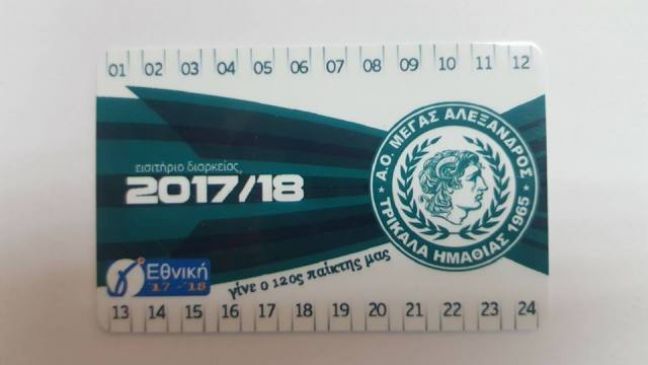 01 02 03 04 05 06 07 08 09 10 11 12
εισιτήριο διαρκείας,
2017/18
Α.Ο. ΜΕΓΑΣ ΑΛΕΞΑΝΔΡΟΣ
ΤΡΙΚΑΛΑ ΗΜΑΘΙΑΣ 1965
γ' Εθνική
'17 - '18
γίνε ο 12ος παίκτης μας
13 14 15 16 17 18 19 20 21 22 23 24